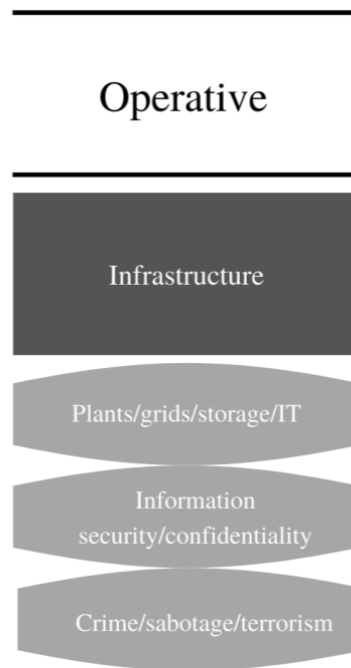 Operative
Infrastructure
Plants/grids/storage/IT
Information
security/confidentiality
Crime/sabotage/terrorism